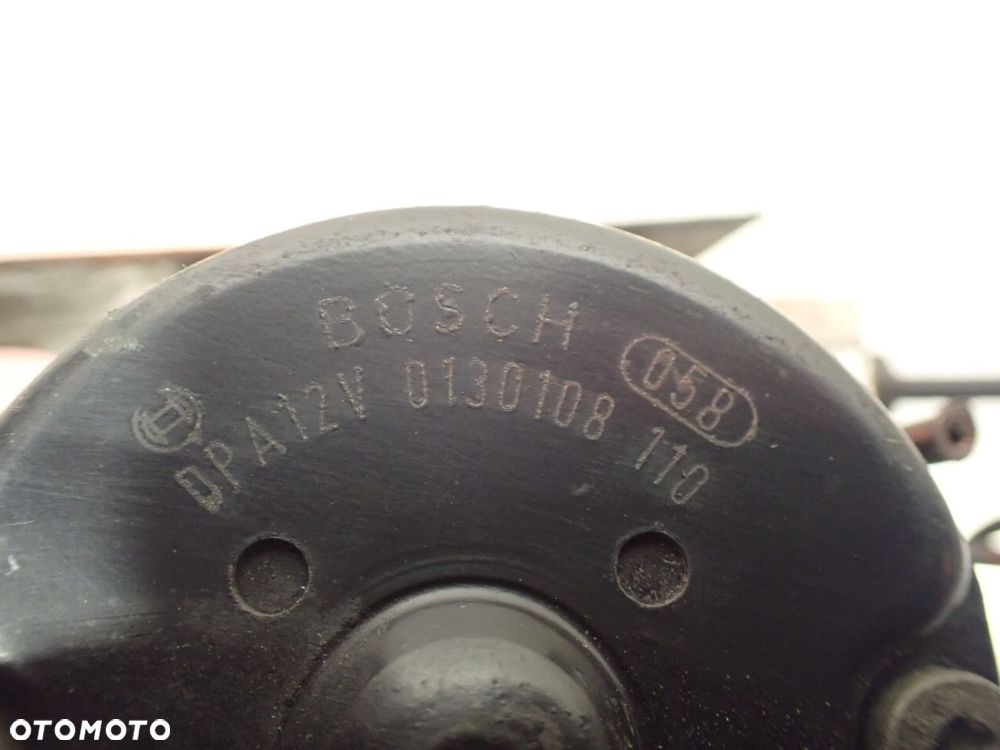 BOSCH
058
DPA 12V 0130108 110
OTOMOTO